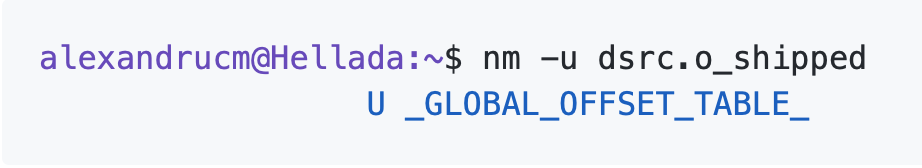 alexandrucm@Hellada:~$ nm -u dsrc.o_shipped
U _GLOBAL_OFFSET_TABLE_